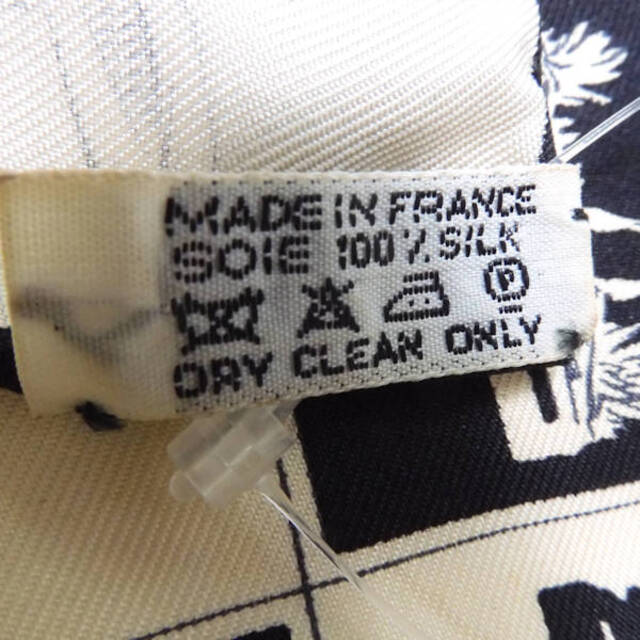 MADE IN FRANCE
SOIE 100% SILK
P
DRY CLEAN ONLY